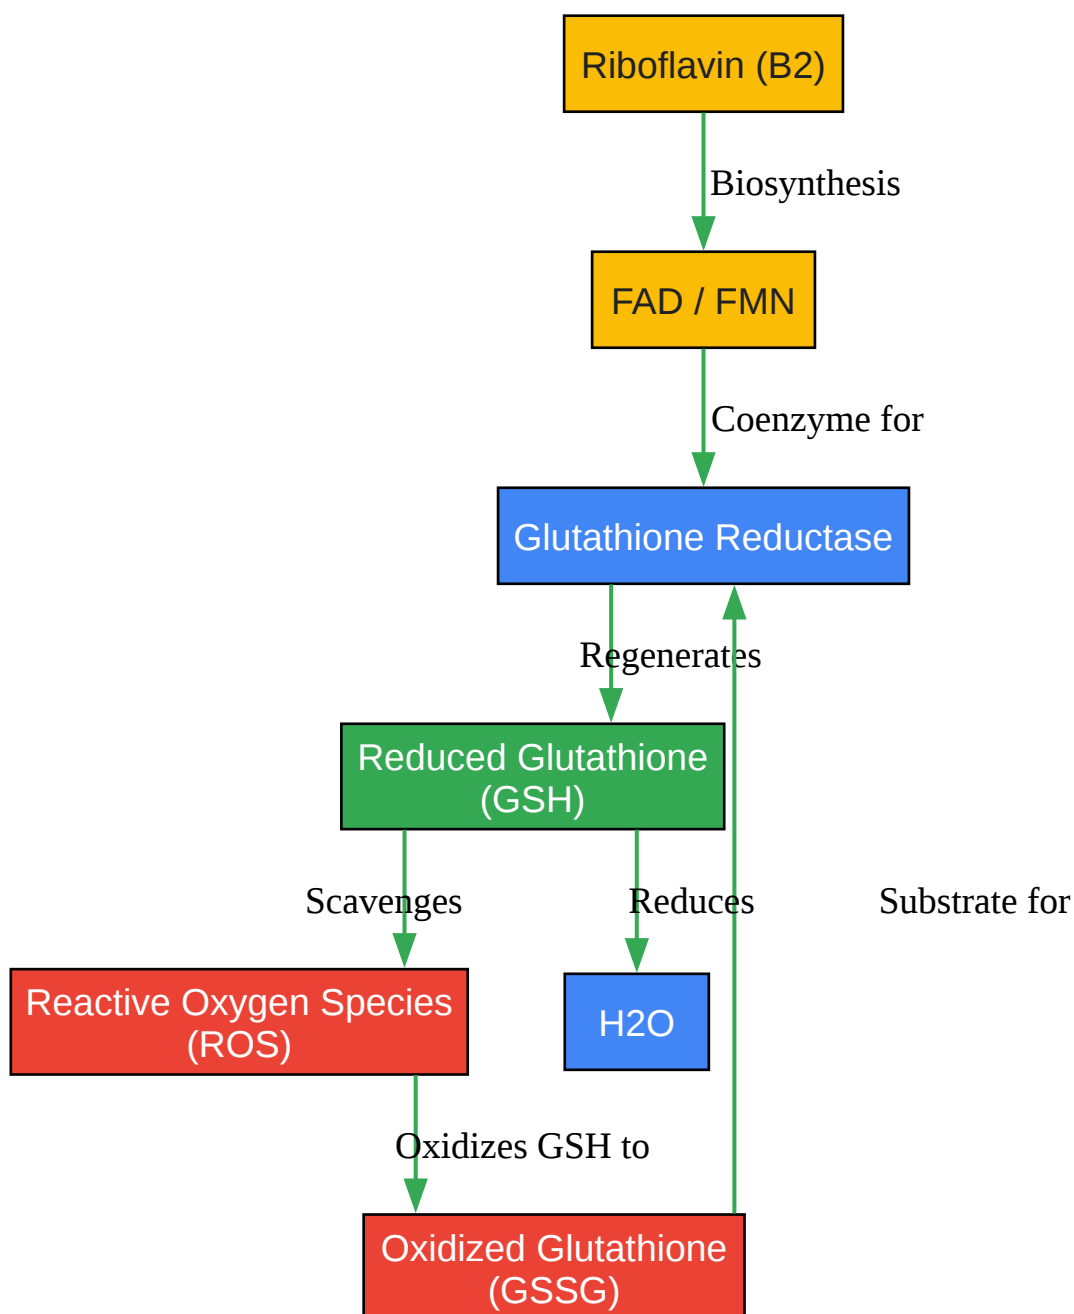 Riboflavin (B2)
Biosynthesis
FAD / FMN
Coenzyme for
Glutathione Reductase
Regenerates
Reduced Glutathione
(GSH)
Scavenges
Reduces
Substrate for
Reactive Oxygen Species
(ROS)
H2O
Oxidizes GSH to
Oxidized Glutathione
(GSSG)